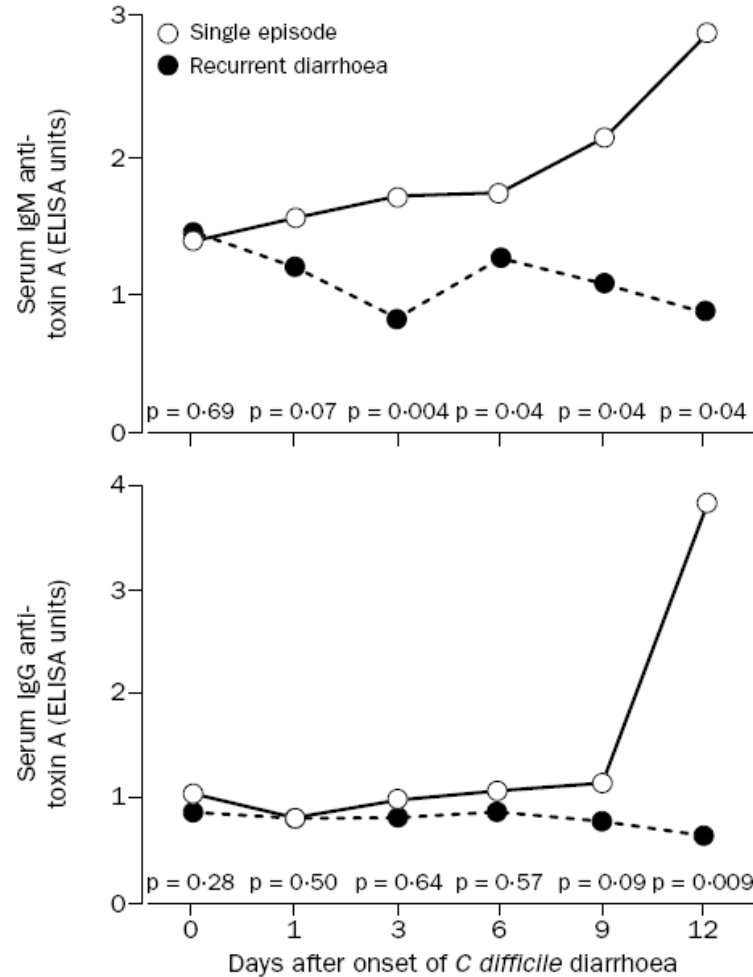 3
Single episode
Recurrent diarrhoea
2
1
0
Serum IgM anti-
toxin A (ELISA units)
p = 0·69 p = 0·07 p = 0·004 p = 0·04 p = 0·04 p = 0·04
4
3
2
1
0
Serum IgG anti-
toxin A (ELISA units)
p = 0·28 p = 0·50 p = 0·64 p = 0·57 p = 0·09 p = 0·009
0 1 3 6 9 12
Days after onset of C difficile diarrhoea